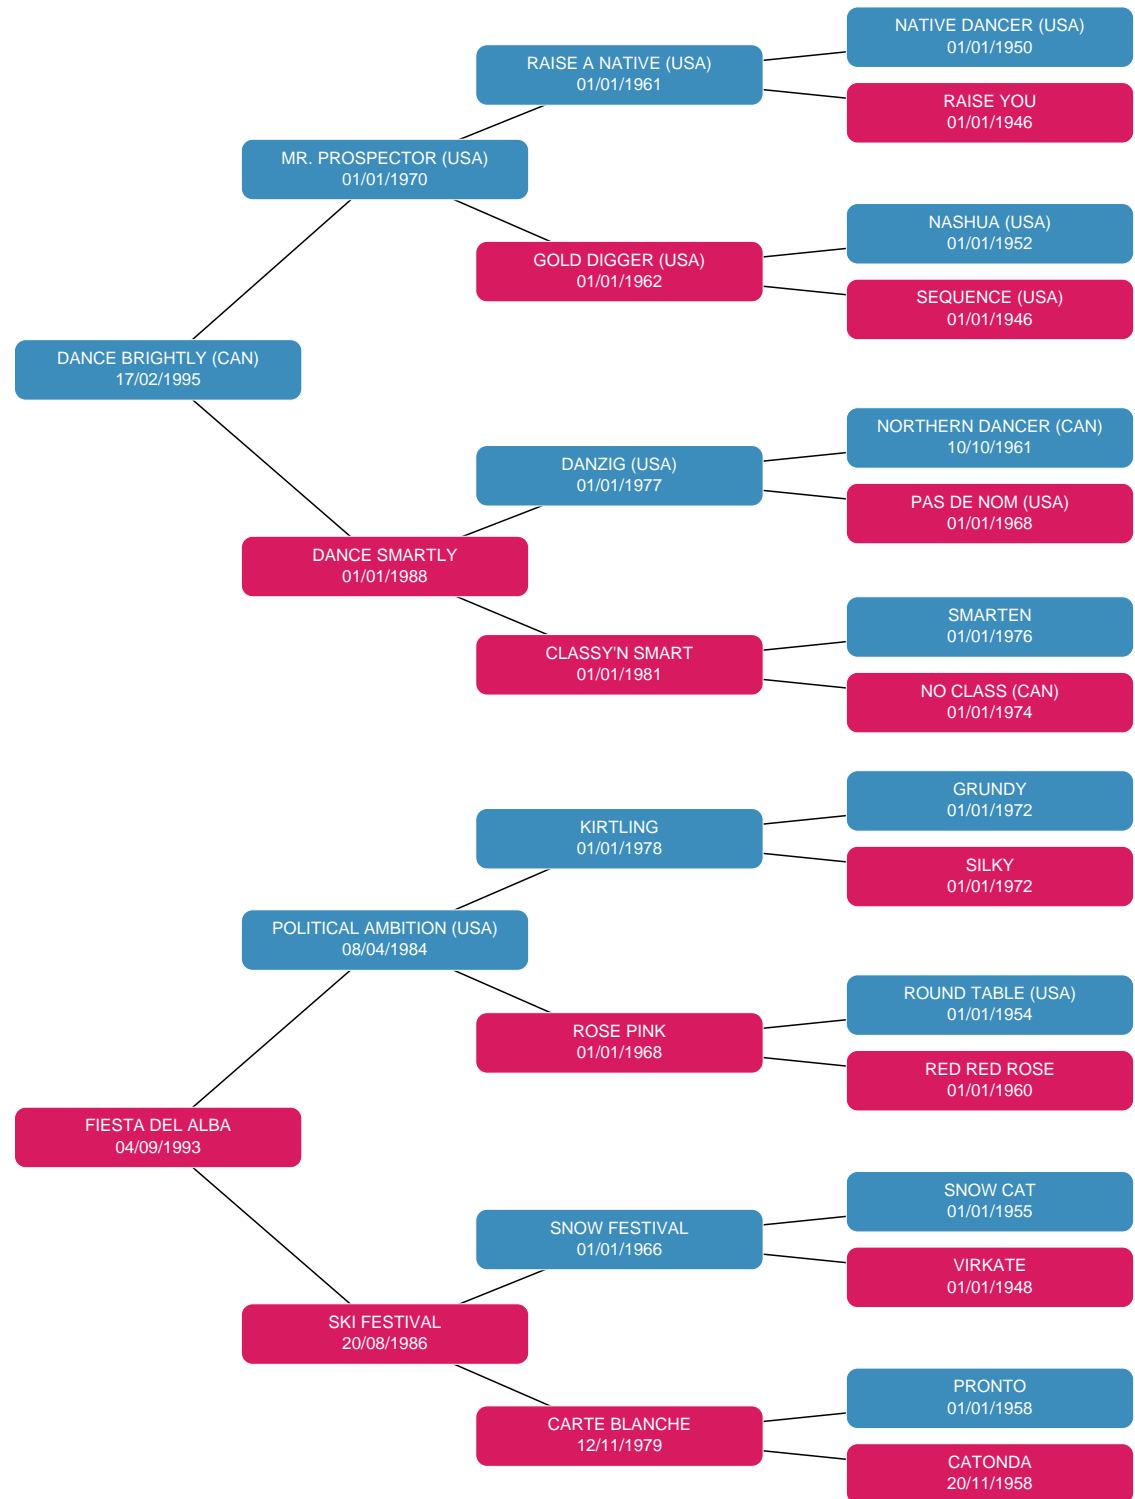 NATIVE DANCER (USA)
01/01/1950
RAISE A NATIVE (USA)
01/01/1961
RAISE YOU
01/01/1946
MR. PROSPECTOR (USA)
01/01/1970
NASHUA (USA)
01/01/1952
GOLD DIGGER (USA)
01/01/1962
SEQUENCE (USA)
01/01/1946
DANCE BRIGHTLY (CAN)
17/02/1995
NORTHERN DANCER (CAN)
10/10/1961
DANZIG (USA)
01/01/1977
PAS DE NOM (USA)
01/01/1968
DANCE SMARTLY
01/01/1988
SMARTEN
01/01/1976
CLASSY'N SMART
01/01/1981
NO CLASS (CAN)
01/01/1974
GRUNDY
01/01/1972
KIRTLING
01/01/1978
SILKY
01/01/1972
POLITICAL AMBITION (USA)
08/04/1984
ROUND TABLE (USA)
01/01/1954
ROSE PINK
01/01/1968
RED RED ROSE
01/01/1960
FIESTA DEL ALBA
04/09/1993
SNOW CAT
01/01/1955
SNOW FESTIVAL
01/01/1966
VIRKATE
01/01/1948
SKI FESTIVAL
20/08/1986
PRONTO
01/01/1958
CARTE BLANCHE
12/11/1979
CATONDA
20/11/1958